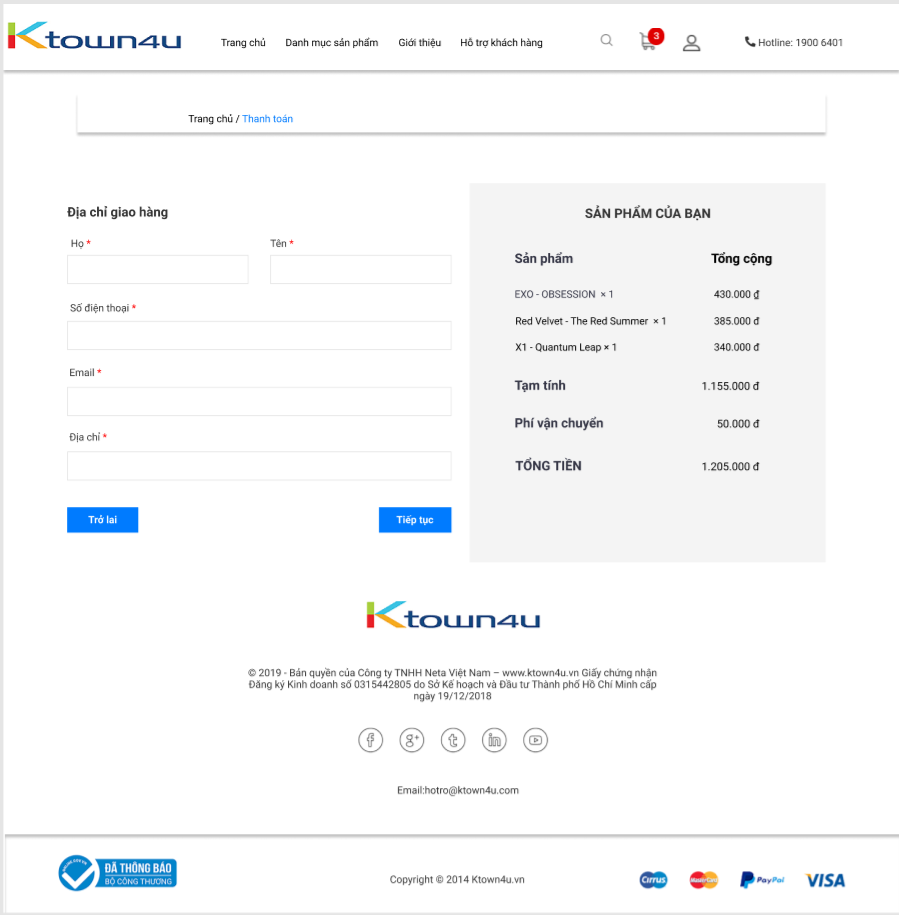 Ktown4u
Trang chủ Danh mục sản phẩm Giới thiệu Hỗ trợ khách hàng 3 Hotline: 1900 6401
Trang chủ / Thanh toán
Địa chỉ giao hàng
Họ * Tên *
Số điện thoại *
Email *
Địa chỉ *
Trở lai Tiếp tục
SẢN PHẨM CỦA BẠN
Sản phẩm Tổng cộng
EXO - OBSESSION × 1 430.000 ₫
Red Velvet - The Red Summer × 1 385.000 đ
X1 - Quantum Leap × 1 340.000 đ
Tạm tính 1.155.000 đ
Phí vận chuyển 50.000 đ
TỔNG TIỀN 1.205.000 đ
Ktown4u
© 2019 - Bản quyền của Công ty TNHH Neta Việt Nam – www.ktown4u.vn Giấy chứng nhận
Đăng ký Kinh doanh số 0315442805 do Sở Kế hoạch và Đầu tư Thành phố Hồ Chí Minh cấp
ngày 19/12/2018
Email:hotro@ktown4u.com
ĐÃ THÔNG BÁO
BỘ CÔNG THƯƠNG
Copyright © 2014 Ktown4u.vn
Cirrus MasterCard PayPal VISA